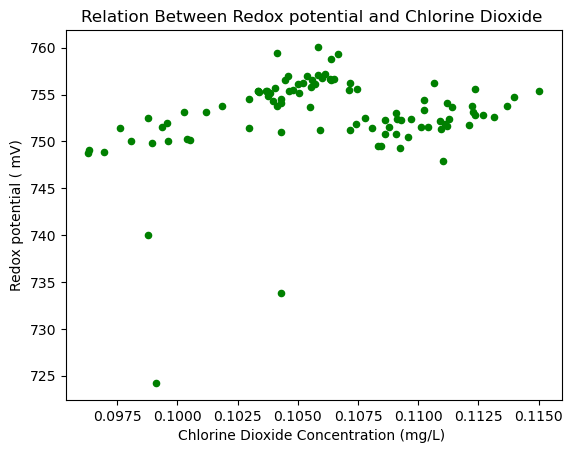 Relation Between Redox potential and Chlorine Dioxide
760
755
750
745
740
735
730
725
Redox potential ( mV)
0.0975 0.1000 0.1025 0.1050 0.1075 0.1100 0.1125 0.1150
Chlorine Dioxide Concentration (mg/L)